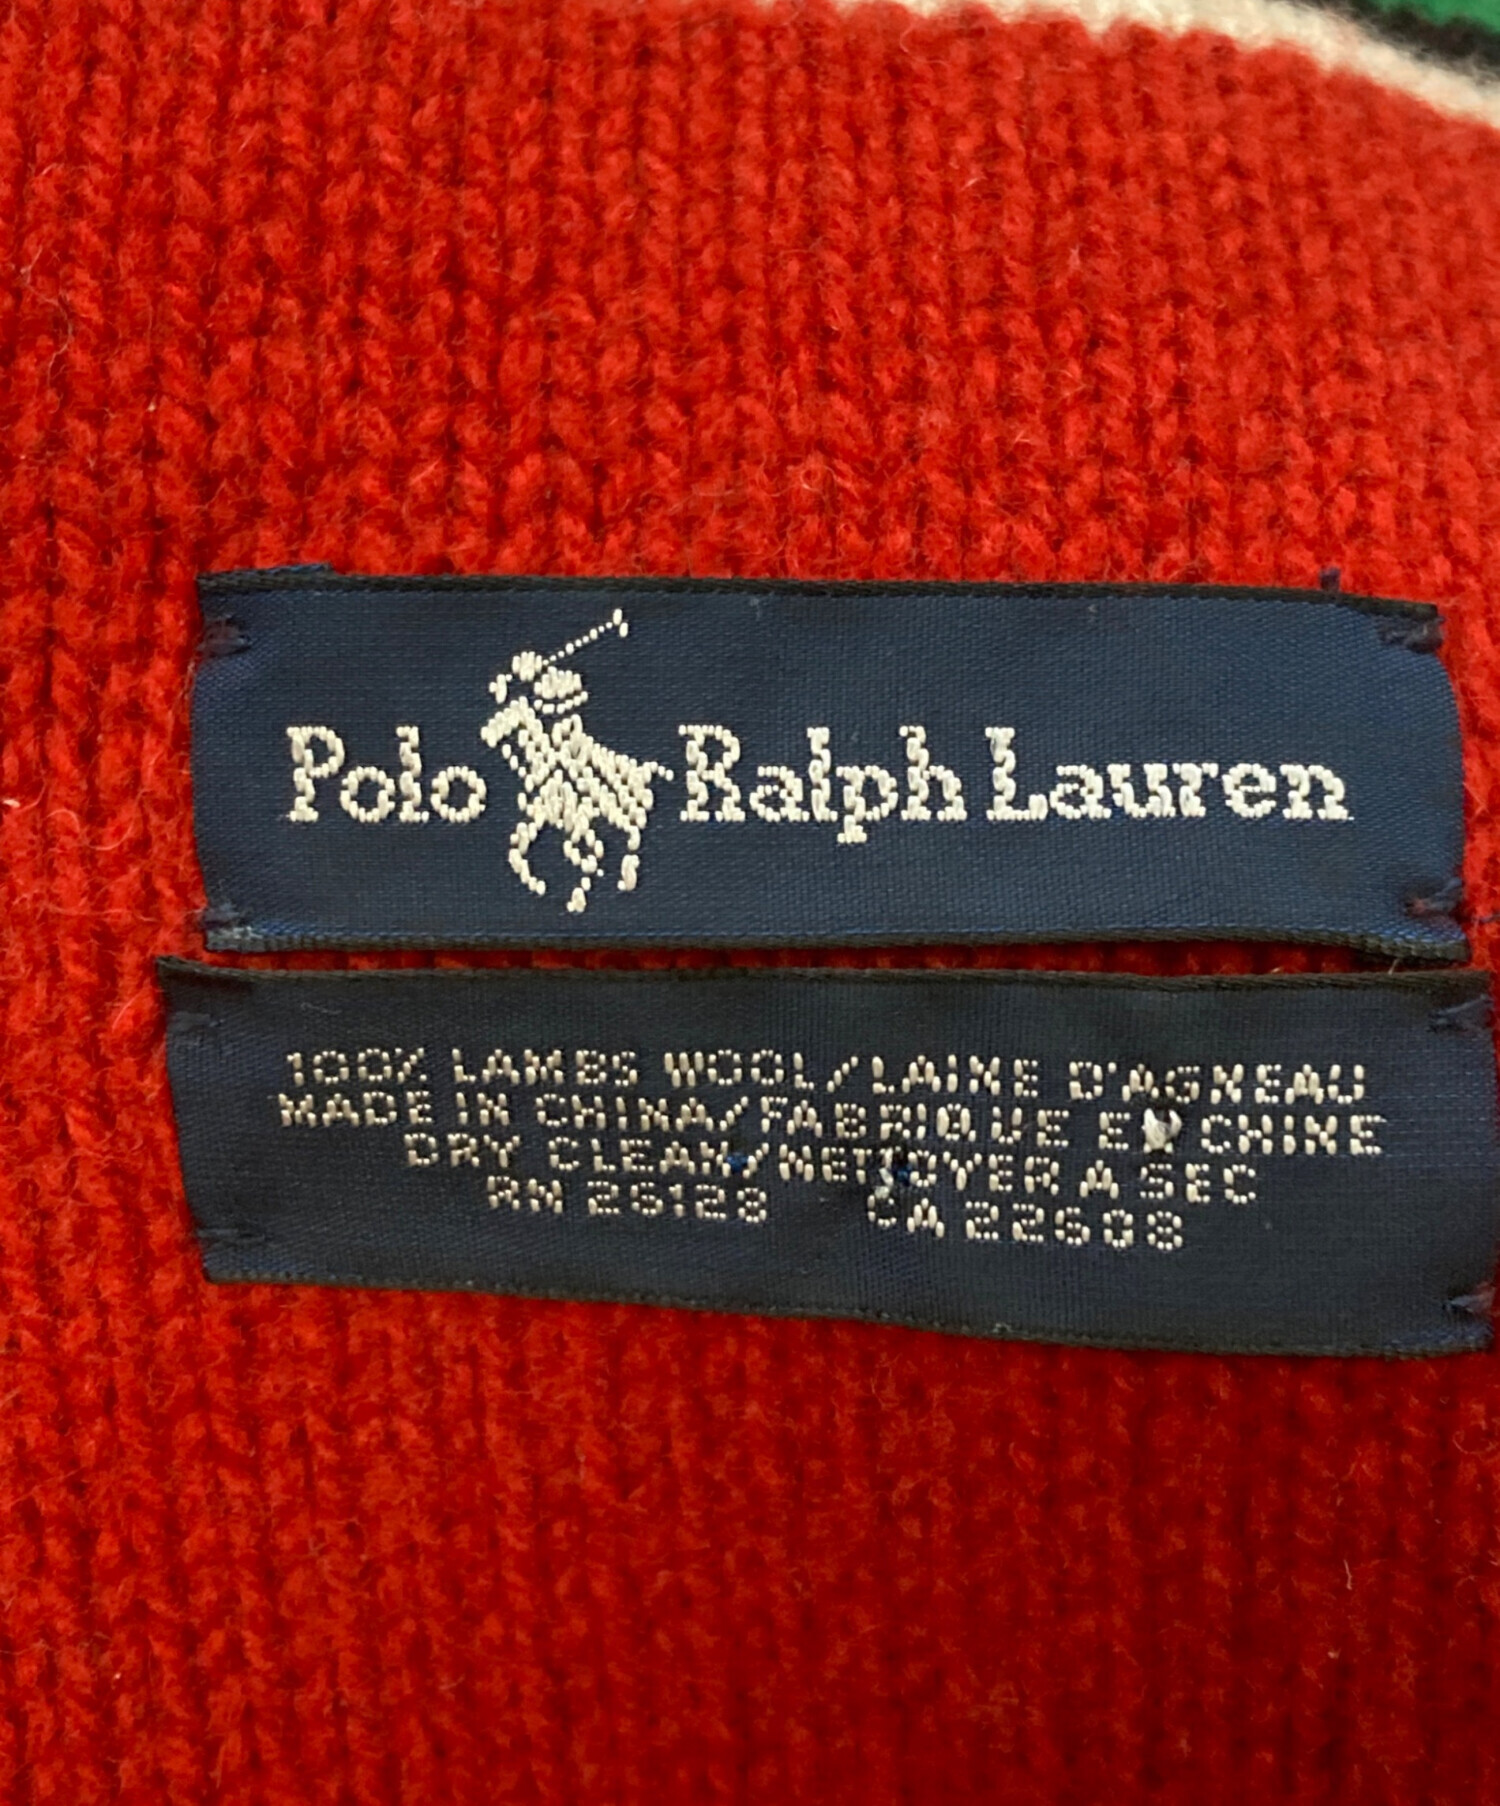 Polo Ralph Lauren
100% LAMBS WOOL/LAINE D'AGNEAU
MADE IN CHINA/FABRIQUE EN CHINE
DRY CLEAN/NETTOYER A SEC
RN 26128 CA 22608